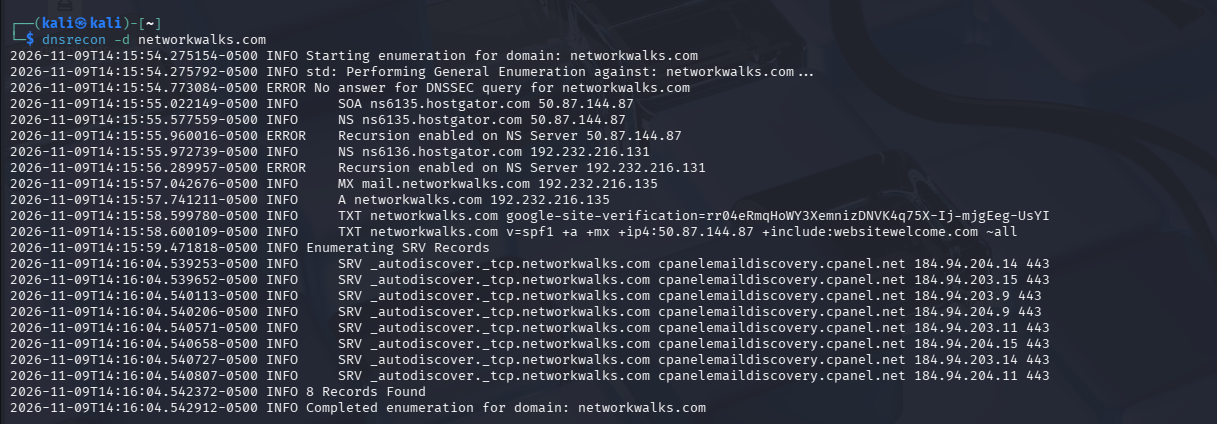 ┌──(kali㉿kali)-[~]
└─$ dnsrecon -d networkwalks.com
2026-11-09T14:15:54.275154-0500 INFO Starting enumeration for domain: networkwalks.com
2026-11-09T14:15:54.275792-0500 INFO std: Performing General Enumeration against: networkwalks.com...
2026-11-09T14:15:54.773084-0500 ERROR No answer for DNSSEC query for networkwalks.com
2026-11-09T14:15:55.022149-0500 INFO     SOA ns6135.hostgator.com 50.87.144.87
2026-11-09T14:15:55.577559-0500 INFO     NS ns6135.hostgator.com 50.87.144.87
2026-11-09T14:15:55.960016-0500 ERROR    Recursion enabled on NS Server 50.87.144.87
2026-11-09T14:15:55.972739-0500 INFO     NS ns6136.hostgator.com 192.232.216.131
2026-11-09T14:15:56.289957-0500 ERROR    Recursion enabled on NS Server 192.232.216.131
2026-11-09T14:15:57.042676-0500 INFO     MX mail.networkwalks.com 192.232.216.135
2026-11-09T14:15:57.741211-0500 INFO     A networkwalks.com 192.232.216.135
2026-11-09T14:15:58.599780-0500 INFO     TXT networkwalks.com google-site-verification=rr04eRmqHoWY3XemnizDNVK4q75X-Ij-mjgEeg-UsYI
2026-11-09T14:15:58.600109-0500 INFO     TXT networkwalks.com v=spf1 +a +mx +ip4:50.87.144.87 +include:websitewelcome.com ~all
2026-11-09T14:15:59.471818-0500 INFO Enumerating SRV Records
2026-11-09T14:16:04.539253-0500 INFO     SRV _autodiscover._tcp.networkwalks.com cpanelemaildiscovery.cpanel.net 184.94.204.14 443
2026-11-09T14:16:04.539652-0500 INFO     SRV _autodiscover._tcp.networkwalks.com cpanelemaildiscovery.cpanel.net 184.94.203.15 443
2026-11-09T14:16:04.540113-0500 INFO     SRV _autodiscover._tcp.networkwalks.com cpanelemaildiscovery.cpanel.net 184.94.203.9 443
2026-11-09T14:16:04.540206-0500 INFO     SRV _autodiscover._tcp.networkwalks.com cpanelemaildiscovery.cpanel.net 184.94.204.9 443
2026-11-09T14:16:04.540571-0500 INFO     SRV _autodiscover._tcp.networkwalks.com cpanelemaildiscovery.cpanel.net 184.94.203.11 443
2026-11-09T14:16:04.540658-0500 INFO     SRV _autodiscover._tcp.networkwalks.com cpanelemaildiscovery.cpanel.net 184.94.204.15 443
2026-11-09T14:16:04.540727-0500 INFO     SRV _autodiscover._tcp.networkwalks.com cpanelemaildiscovery.cpanel.net 184.94.203.14 443
2026-11-09T14:16:04.540807-0500 INFO     SRV _autodiscover._tcp.networkwalks.com cpanelemaildiscovery.cpanel.net 184.94.204.11 443
2026-11-09T14:16:04.542372-0500 INFO 8 Records Found
2026-11-09T14:16:04.542912-0500 INFO Completed enumeration for domain: networkwalks.com